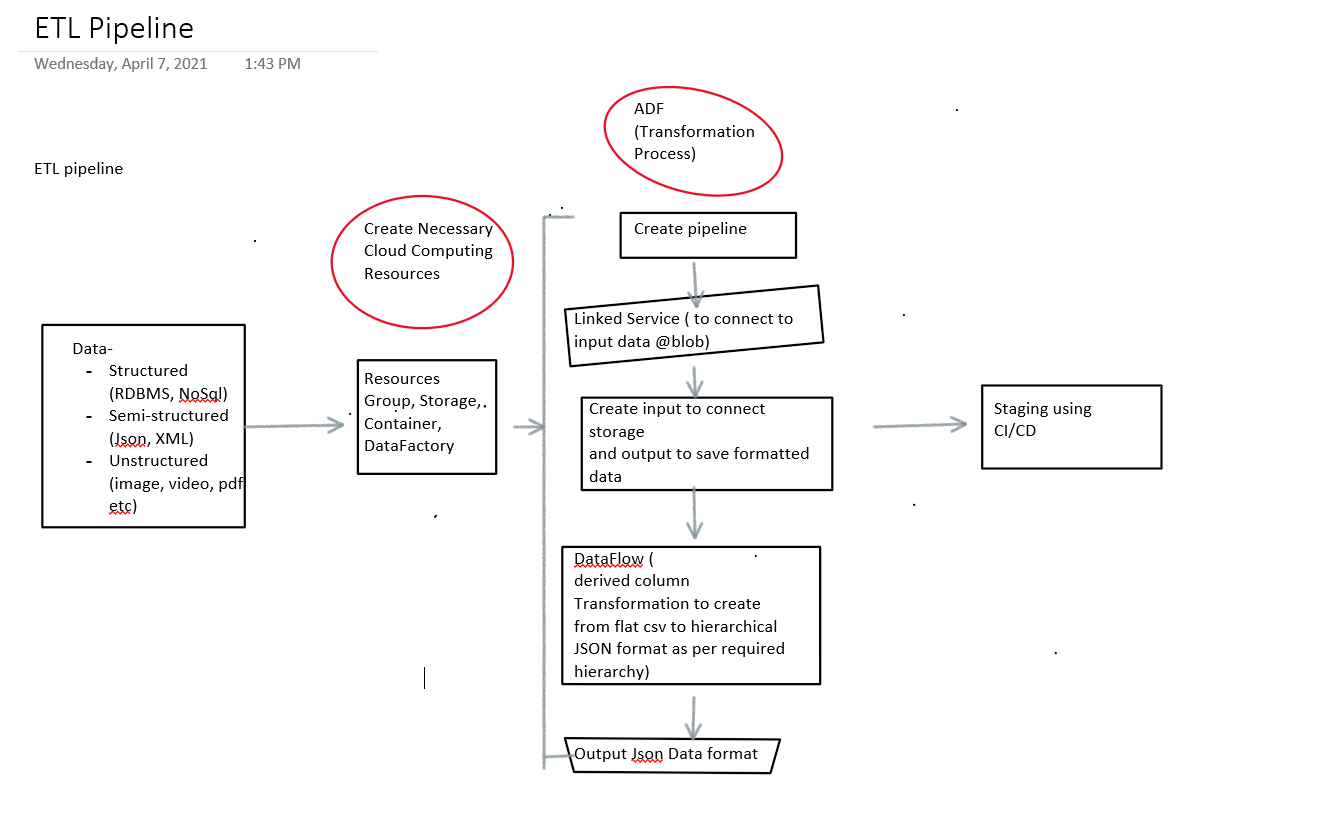 ETL Pipeline
Wednesday, April 7, 2021 1:43 PM
ETL pipeline
Data-
- Structured
(RDBMS, NoSql)
- Semi-structured
(Json, XML)
- Unstructured
(image, video, pdf
etc)
Create Necessary
Cloud Computing
Resources
Resources
Group, Storage,
Container,
DataFactory
ADF
(Transformation
Process)
Create pipeline
Linked Service ( to connect to
input data @blob)
Create input to connect
storage
and output to save formatted
data
DataFlow (
derived column
Transformation to create
from flat csv to hierarchical
JSON format as per required
hierarchy)
Output Json Data format
Staging using
CI/CD